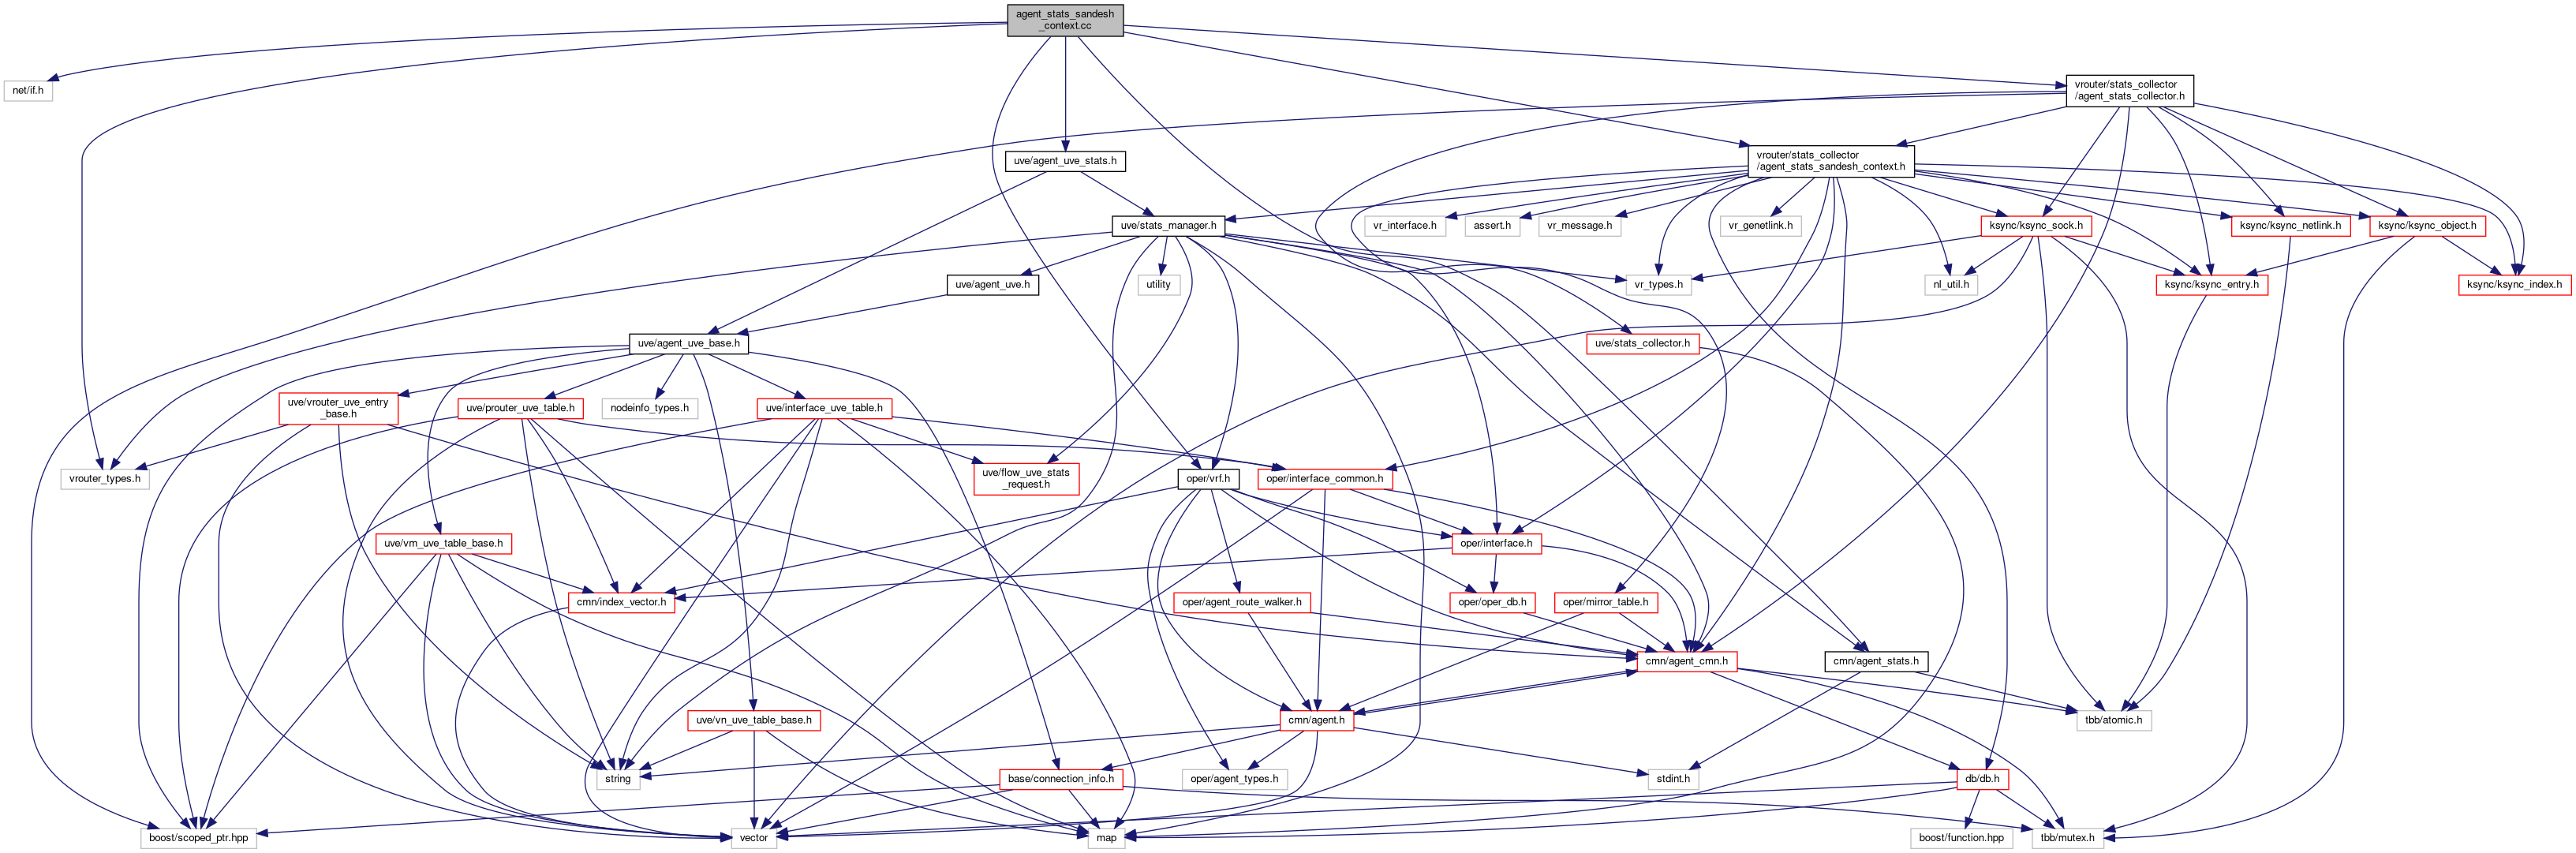 agent_stats_sandesh
_context.cc
net/if.h
vrouter/stats_collector
/agent_stats_collector.h
uve/agent_uve_stats.h
vrouter/stats_collector
/agent_stats_sandesh_context.h
uve/stats_manager.h
vr_interface.h
assert.h
vr_message.h
vr_genetlink.h
ksync/ksync_sock.h
ksync/ksync_netlink.h
ksync/ksync_object.h
uve/agent_uve.h
utility
vr_types.h
nl_util.h
ksync/ksync_entry.h
ksync/ksync_index.h
uve/agent_uve_base.h
uve/stats_collector.h
uve/vrouter_uve_entry
_base.h
uve/prouter_uve_table.h
nodeinfo_types.h
uve/interface_uve_table.h
vrouter_types.h
uve/flow_uve_stats
_request.h
oper/vrf.h
oper/interface_common.h
uve/vm_uve_table_base.h
oper/interface.h
cmn/index_vector.h
oper/agent_route_walker.h
oper/oper_db.h
oper/mirror_table.h
cmn/agent_cmn.h
cmn/agent_stats.h
uve/vn_uve_table_base.h
cmn/agent.h
tbb/atomic.h
string
base/connection_info.h
oper/agent_types.h
stdint.h
db/db.h
boost/scoped_ptr.hpp
vector
map
boost/function.hpp
tbb/mutex.h